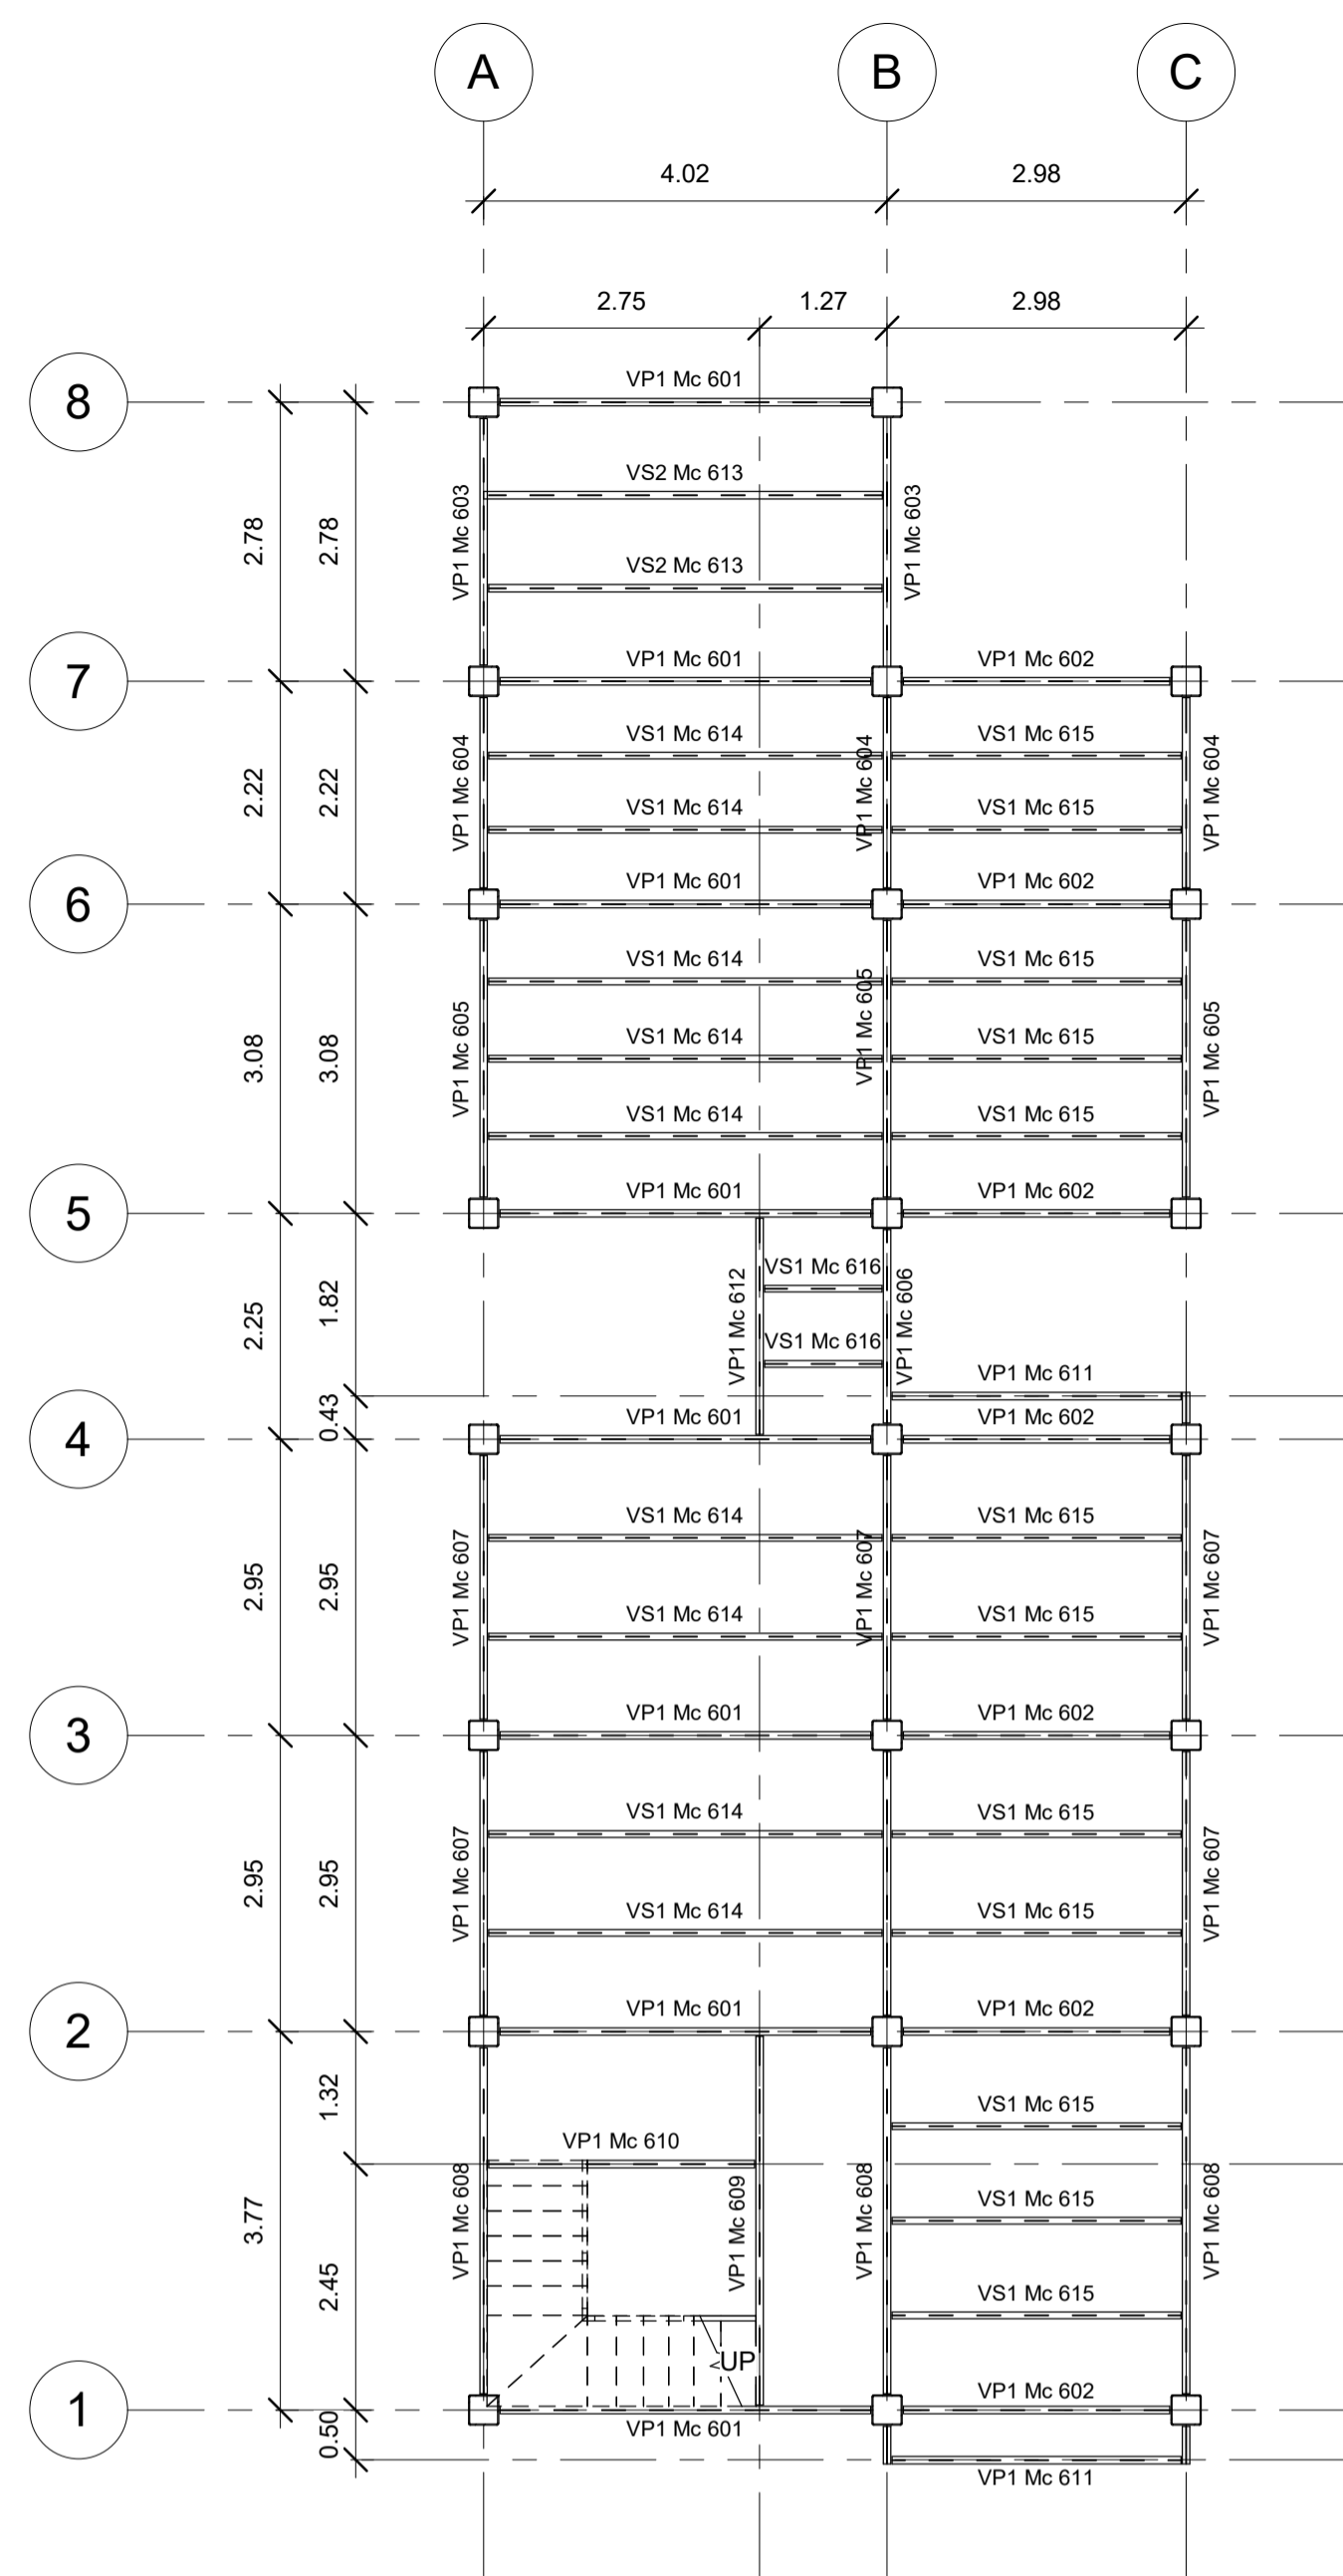 A
B
C
4.02
2.98
2.75
1.27
2.98
8
VP1 Mc 601
VS2 Mc 613
2.78
2.78
VP1 Mc 603
VP1 Mc 603
VS2 Mc 613
7
VP1 Mc 601
VP1 Mc 602
VS1 Mc 614
VS1 Mc 615
2.22
2.22
VP1 Mc 604
VP1 Mc 604
VP1 Mc 604
VS1 Mc 614
VS1 Mc 615
6
VP1 Mc 601
VP1 Mc 602
VS1 Mc 614
VS1 Mc 615
3.08
3.08
VP1 Mc 605
VP1 Mc 605
VP1 Mc 605
VS1 Mc 614
VS1 Mc 615
VS1 Mc 614
VS1 Mc 615
5
VP1 Mc 601
VP1 Mc 602
VS1 Mc 616
2.25
1.82
VP1 Mc 612
VP1 Mc 606
VS1 Mc 616
VP1 Mc 611
0.43
4
VP1 Mc 601
VP1 Mc 602
VS1 Mc 614
VS1 Mc 615
2.95
2.95
VP1 Mc 607
VP1 Mc 607
VP1 Mc 607
VS1 Mc 614
VS1 Mc 615
3
VP1 Mc 601
VP1 Mc 602
VS1 Mc 614
VS1 Mc 615
2.95
2.95
VP1 Mc 607
VP1 Mc 607
VS1 Mc 614
VS1 Mc 615
2
VP1 Mc 601
VP1 Mc 602
1.32
VS1 Mc 615
VP1 Mc 610
3.77
VP1 Mc 608
VP1 Mc 609
VP1 Mc 608
VP1 Mc 608
VS1 Mc 615
2.45
VS1 Mc 615
UP
1
VP1 Mc 602
VP1 Mc 601
0.50
VP1 Mc 611